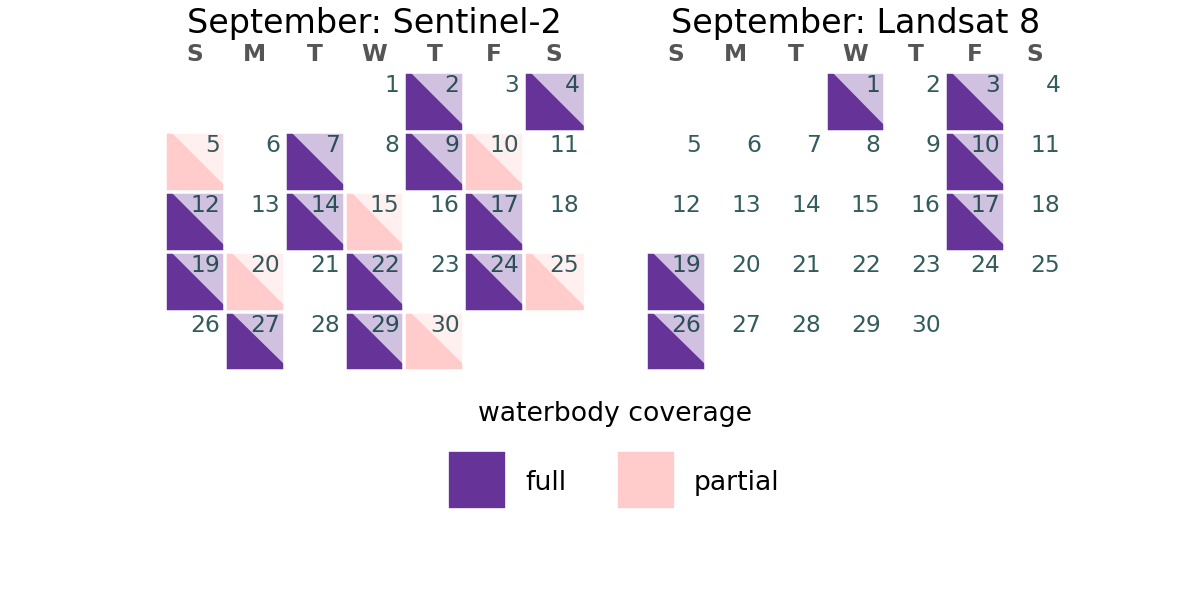 September: Sentinel-2
S M T W T F S
1 2 3 4
5 6 7 8 9 10 11
12 13 14 15 16 17 18
19 20 21 22 23 24 25
26 27 28 29 30
September: Landsat 8
S M T W T F S
1 2 3 4
5 6 7 8 9 10 11
12 13 14 15 16 17 18
19 20 21 22 23 24 25
26 27 28 29 30
waterbody coverage
full partial